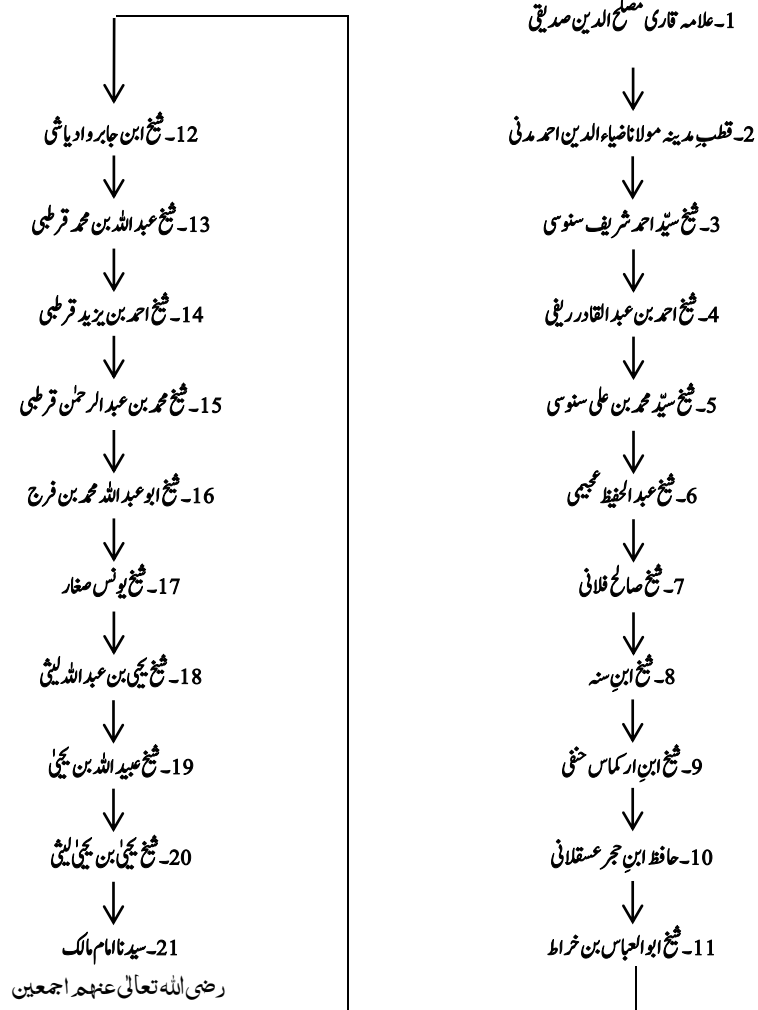 1۔علامہ قاری مصلح الدین صدیقی
2۔قطبِ مدینہ مولانا ضیاء الدین احمد مدنی
3۔شیخ سیّد احمد شریف سنوسی
4۔شیخ احمد بن عبد القادر ریفی
5۔شیخ سیّد محمد بن علی سنوسی
6۔شیخ عبد الحفیظ عجیمی
7۔شیخ صالح فلانی
8۔شیخ ابنِ سنہ
9۔شیخ ابنِ ارکماس حنفی
10۔حافظ ابنِ حجر عسقلانی
11۔شیخ ابو العباس بن خراط
12۔شیخ ابن جابر وادیاشی
13۔شیخ عبد اللہ بن محمد قرطبی
14۔شیخ احمد بن یزید قرطبی
15۔شیخ محمد بن عبد الرحمٰن قرطبی
16۔شیخ ابو عبد اللہ محمد بن فرج
17۔شیخ یونس صغار
18۔شیخ یحیی بن عبد اللہ لیثی
19۔شیخ عبید اللہ بن یحیٰ
20۔شیخ یحیٰ بن یحیٰ لیثی
21۔سیدنا امام مالک
رضی اللہ تعالٰی عنہم اجمعین